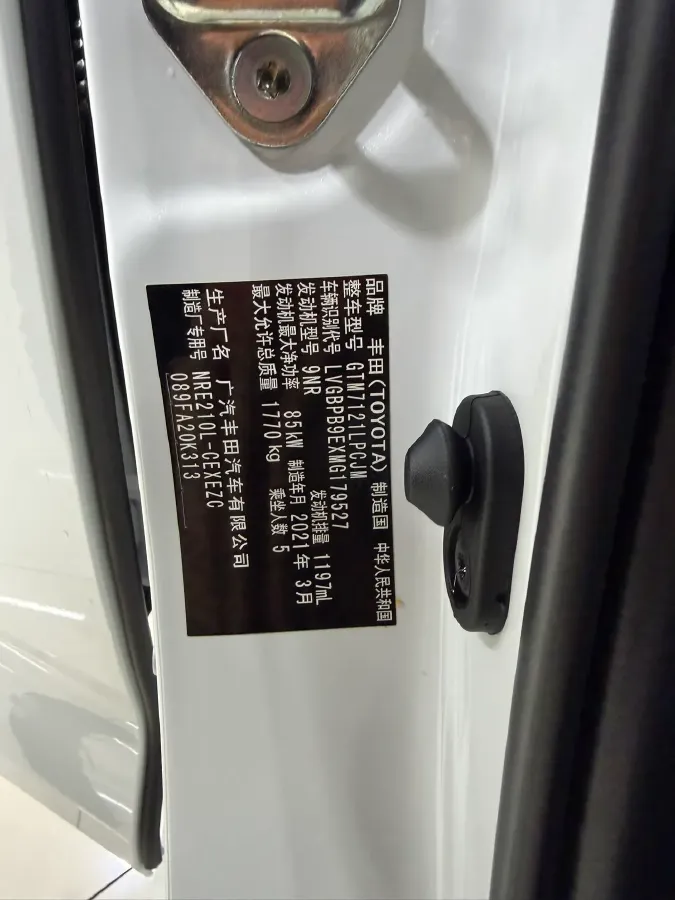 品牌 丰田(TOYOTA) 制造国 中华人民共和国
整车型号 GTM7121LPCJM
车辆识别代号 LVGBPB9EXMG179527
发动机型号 9NR 发动机排量 1197mL
发动机最大净功率 85kW 制造年月 2021年 3月
最大允许总质量 1770kg 乘坐人数 5
生产厂名 广汽丰田汽车有限公司
制造厂专用号 NRE210L-CEXEZC
089FA20K313